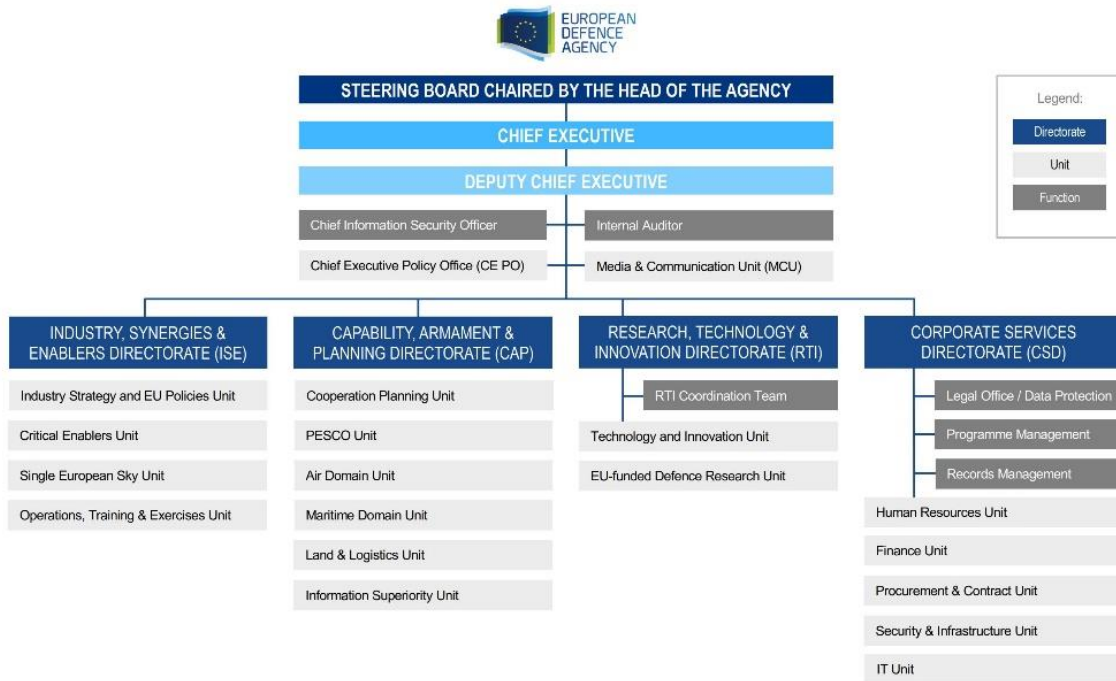 EUROPEAN
DEFENCE
AGENCY
STEERING BOARD CHAIRED BY THE HEAD OF THE AGENCY
CHIEF EXECUTIVE
DEPUTY CHIEF EXECUTIVE
Chief Information Security Officer
Internal Auditor
Chief Executive Policy Office (CE PO)
Media & Communication Unit (MCU)
Legend:
Directorate
Unit
Function
INDUSTRY, SYNERGIES &
ENABLERS DIRECTORATE (ISE)
Industry Strategy and EU Policies Unit
Critical Enablers Unit
Single European Sky Unit
Operations, Training & Exercises Unit
CAPABILITY, ARMAMENT &
PLANNING DIRECTORATE (CAP)
Cooperation Planning Unit
PESCO Unit
Air Domain Unit
Maritime Domain Unit
Land & Logistics Unit
Information Superiority Unit
RESEARCH, TECHNOLOGY &
INNOVATION DIRECTORATE (RTI)
RTI Coordination Team
Technology and Innovation Unit
EU-funded Defence Research Unit
CORPORATE SERVICES
DIRECTORATE (CSD)
Legal Office / Data Protection
Programme Management
Records Management
Human Resources Unit
Finance Unit
Procurement & Contract Unit
Security & Infrastructure Unit
IT Unit